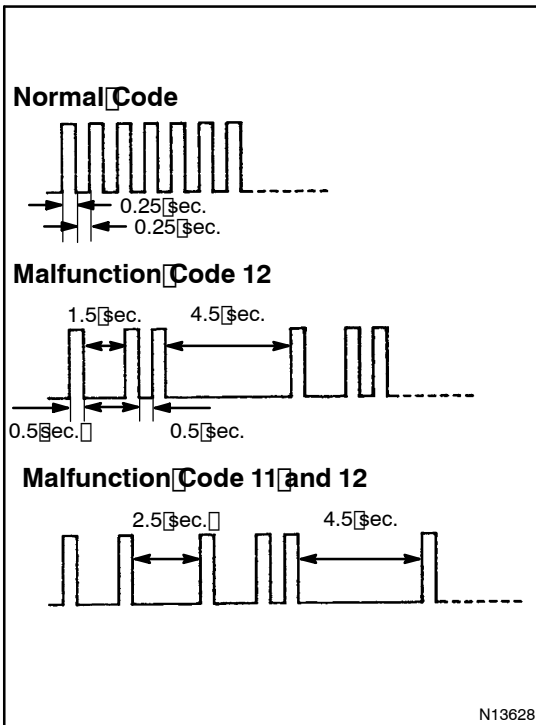 Normal Code
0.25 sec.
0.25 sec.
Malfunction Code 12
1.5 sec. 4.5 sec.
0.5 sec. 0.5 sec.
Malfunction Code 11 and 12
2.5 sec. 4.5 sec.
N13628